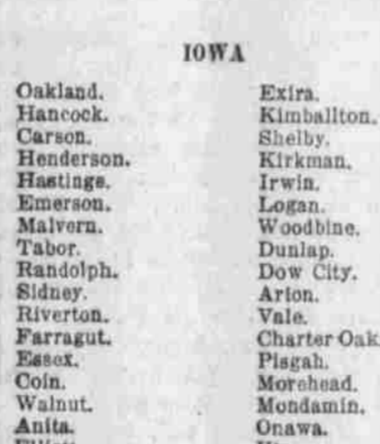 IOWA
Oakland.
Hancock.
Carson.
Henderson.
Hastings.
Emerson.
Malvern.
Tabor.
Randolph.
Sidney.
Riverton.
Farragut.
Essex.
Coin.
Walnut.
Anita.
Exira.
Kimballton.
Shelby.
Kirkman.
Irwin.
Logan.
Woodbine.
Dunlap.
Dow City.
Arion.
Vale.
Charter Oak.
Pisgah.
Morehead.
Mondamin.
Onawa.